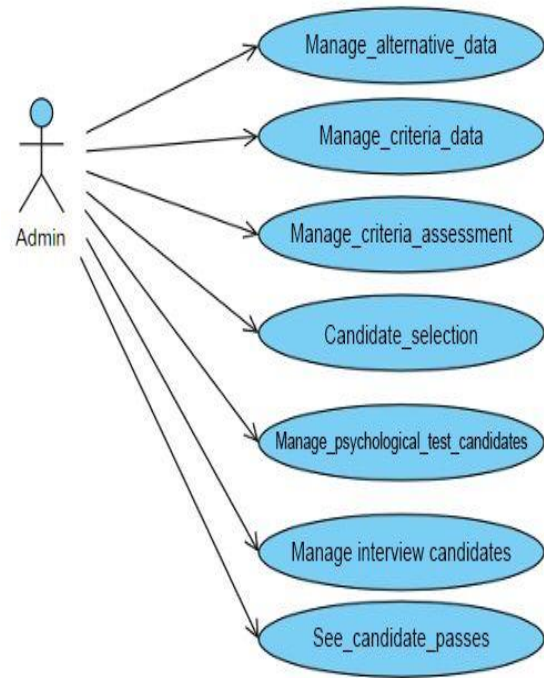 Manage_alternative_data
Manage_criteria_data
Admin
Manage_criteria_assessment
Candidate_selection
Manage_psychological_test_candidates
Manage interview candidates
See_candidate_passes